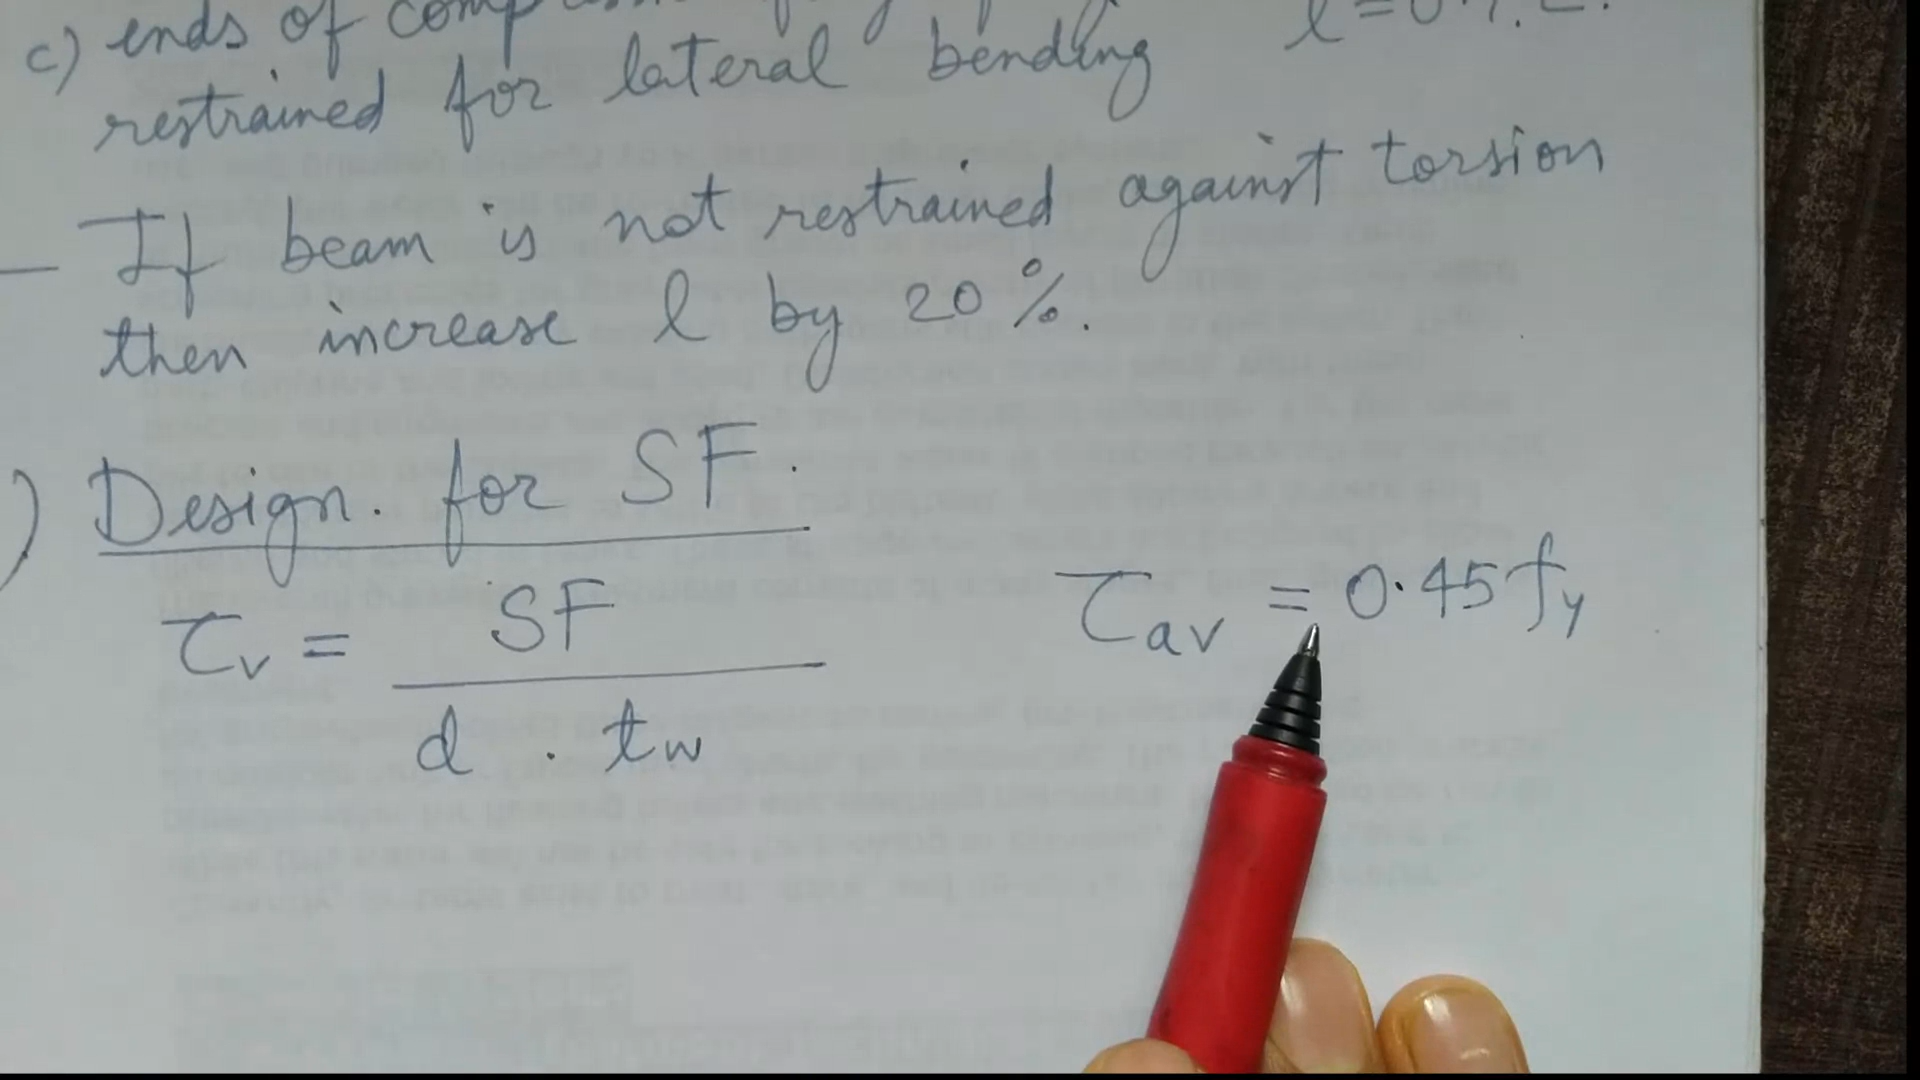 c) ends of
restrained for lateral bending
- If beam is not restrained against torsion
then increase l by 20 %.
) Design. for SF.
τv = SF / d . tw
τav = 0.45 fy